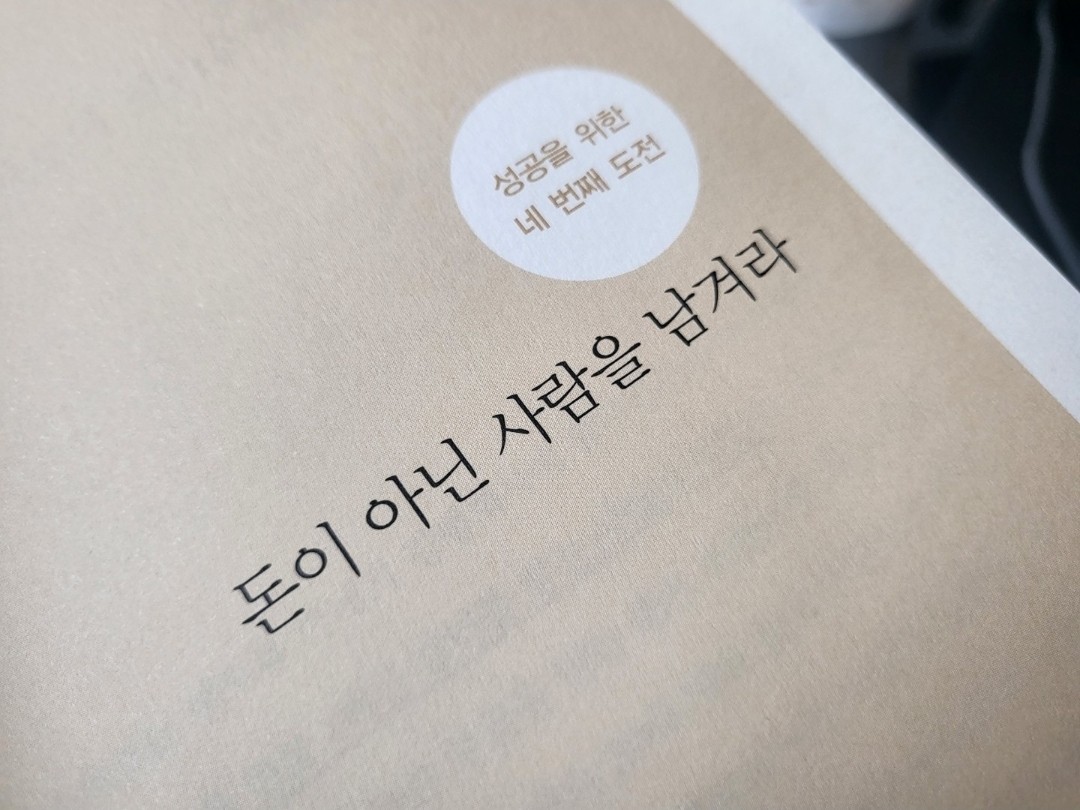 성공을 위한
네 번째 도전
돈이 아닌 사람을 남겨라